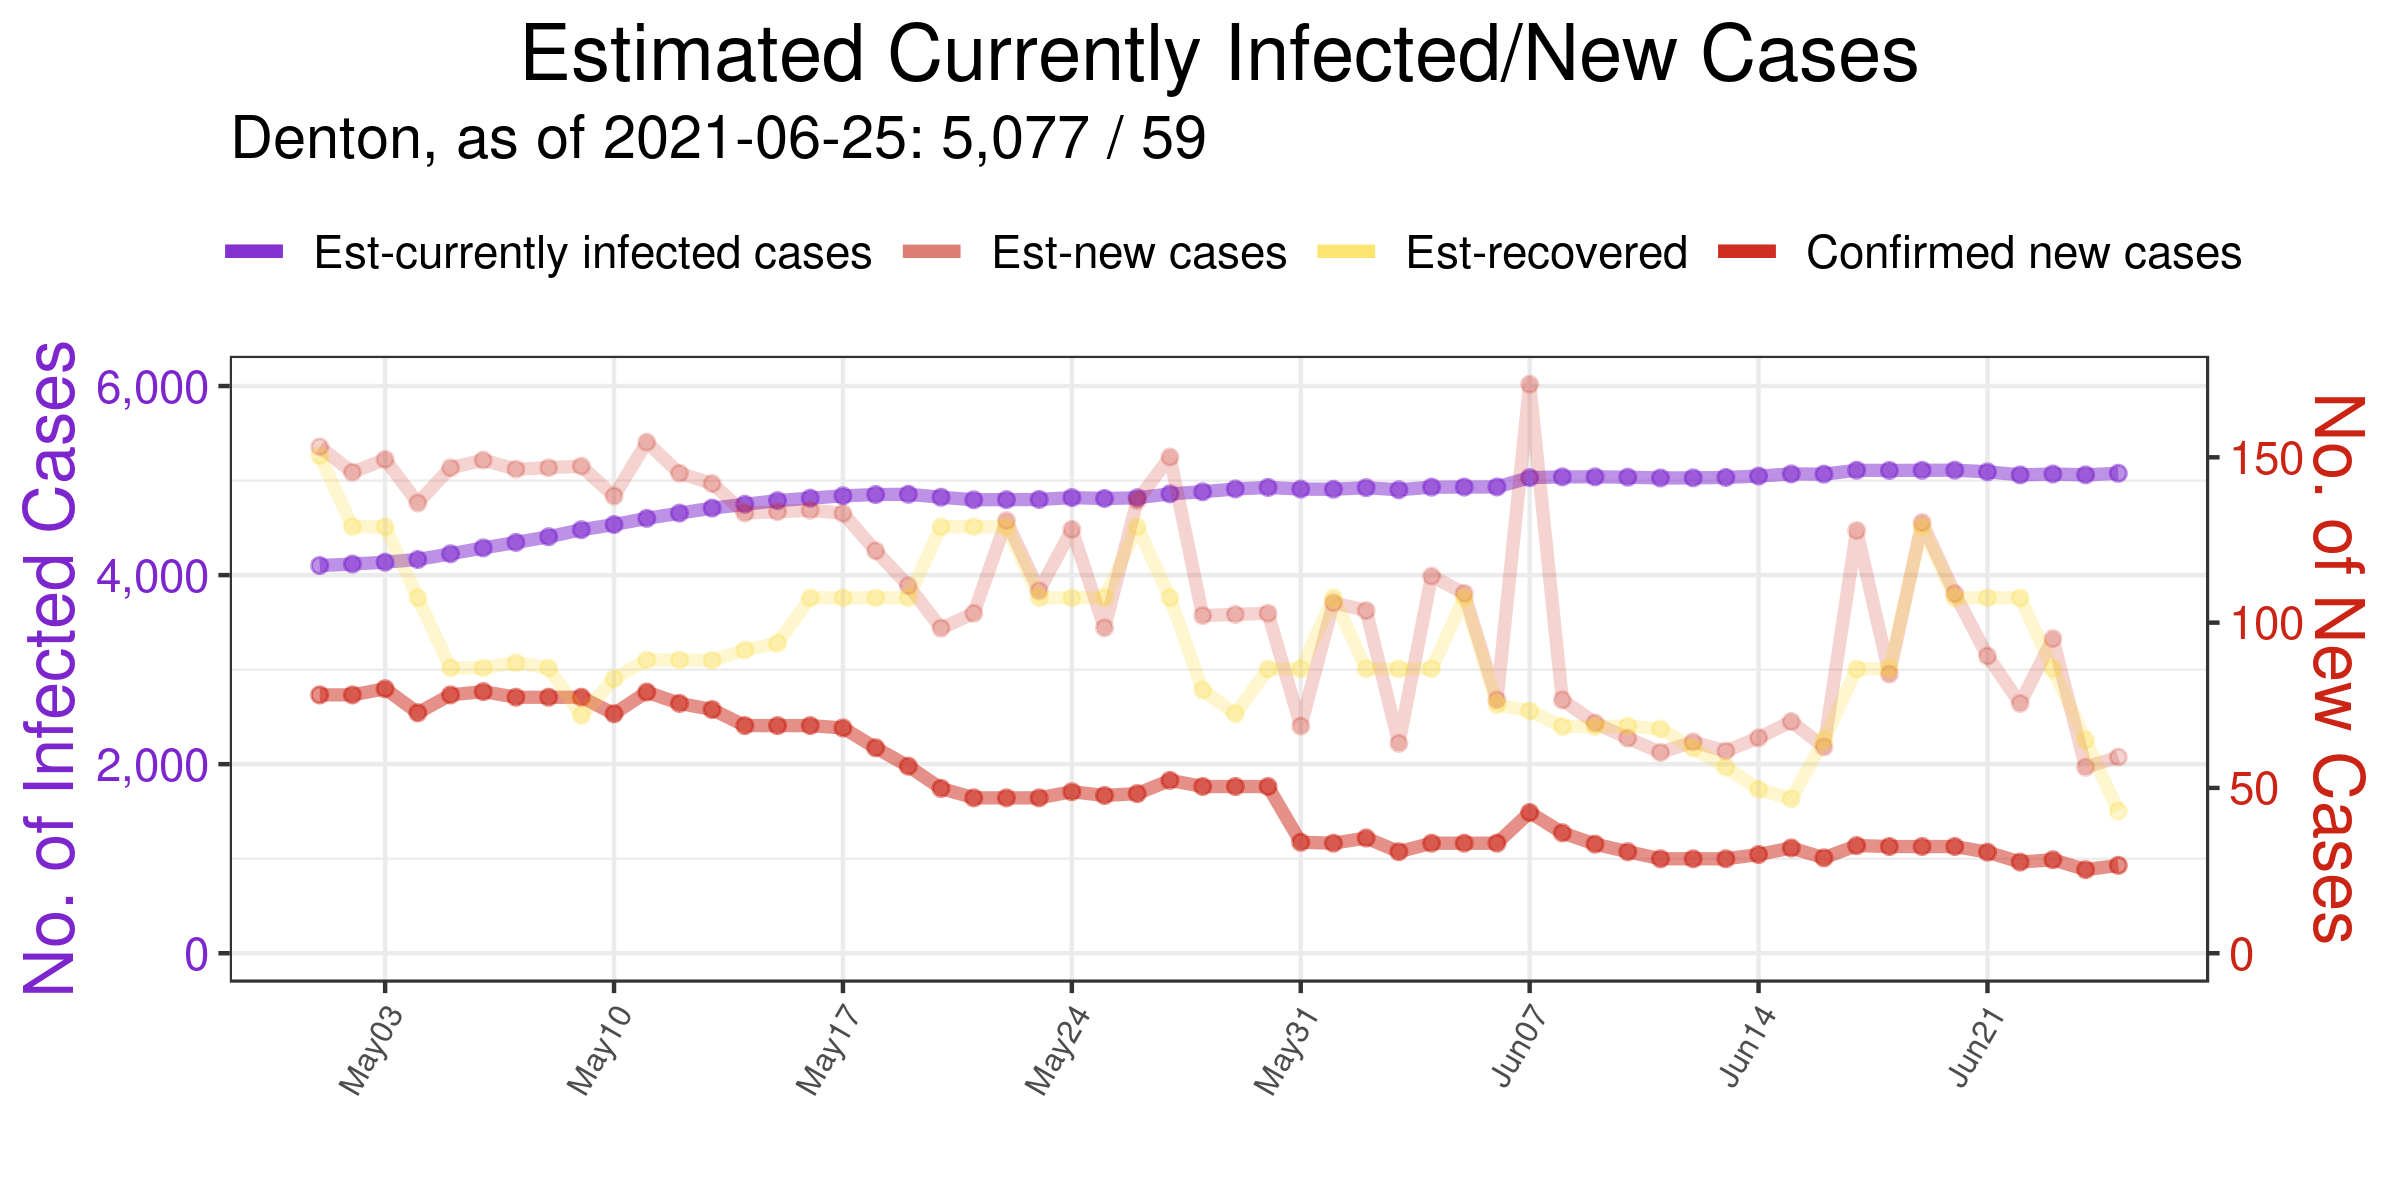 Estimated Currently Infected/New Cases
Denton, as of 2021-06-25: 5,077 / 59
Est-currently infected cases
Est-new cases
Est-recovered
Confirmed new cases
No. of Infected Cases
6,000
4,000
2,000
0
150
100
50
0
No. of New Cases
May03
May10
May17
May24
May31
Jun07
Jun14
Jun21